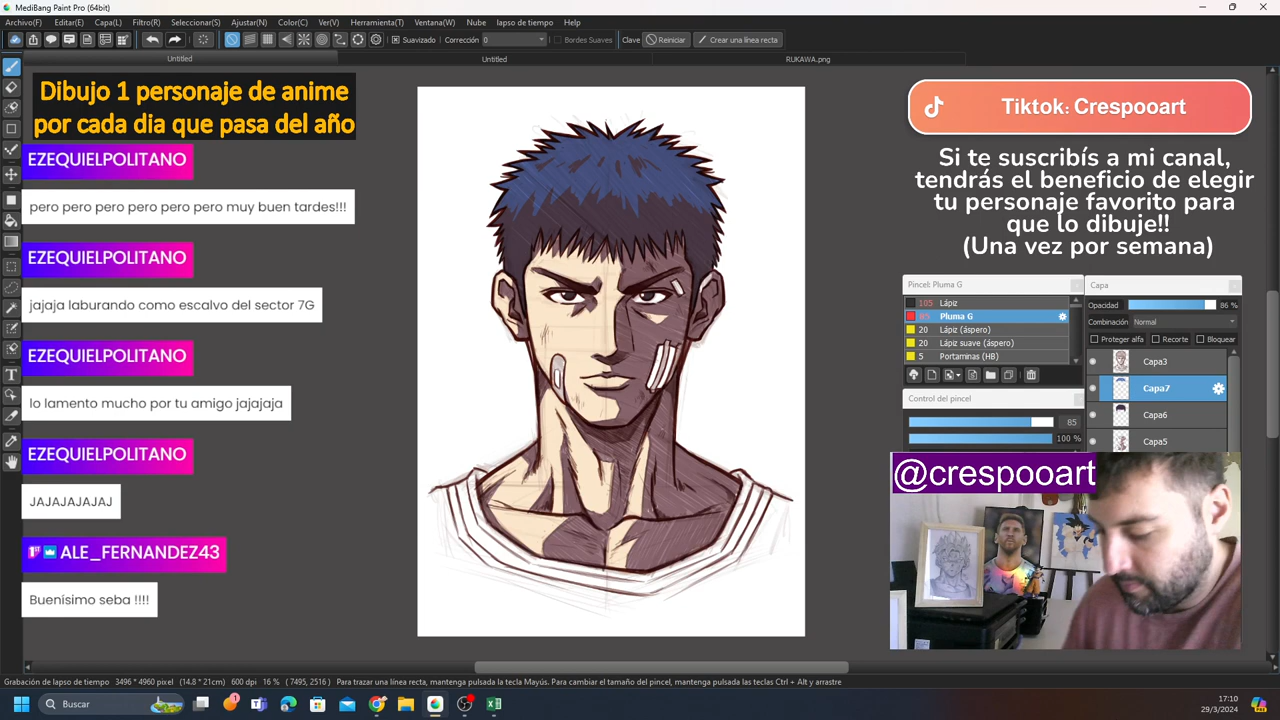 MediBang Paint Pro (64bit)
Archivo(F) Editar(E) Capa(L) Filtro(R) Seleccionar(S) Ajustar(N) Color(C) Ver(V) Herramienta(T) Ventana(W) Nube lapso de tiempo Help
Suavizado Corrección 0 Bordes Suaves Clave Reiniciar Crear una línea recta
Untitled Untitled RUKAWA.png
Dibujo 1 personaje de anime
por cada dia que pasa del año
EZEQUIELPOLITANO
pero pero pero pero pero pero muy buen tardes!!!
EZEQUIELPOLITANO
jajaja laburando como escalvo del sector 7G
EZEQUIELPOLITANO
lo lamento mucho por tu amigo jajajaja
EZEQUIELPOLITANO
JAJAJAJAJAJ
ALE_FERNANDEZ43
Buenísimo seba !!!!
Tiktok: Crespooart
Si te suscribís a mi canal,
tendrás el beneficio de elegir
tu personaje favorito para
que lo dibuje!!
(Una vez por semana)
Pincel: Pluma G
105 Lápiz
85 Pluma G
20 Lápiz (áspero)
20 Lápiz suave (áspero)
5 Portaminas (HB)
Control del pincel
85
100 %
Capa
Opacidad 86 %
Combinación Normal
Proteger alfa Recorte Bloquear
Capa3
Capa7
Capa6
Capa5
@crespooart
Grabación de lapso de tiempo 3496 * 4960 píxel (14.8 * 21cm) 600 dpi 16 % ( 7495, 2516 ) Para trazar una línea recta, mantenga pulsada la tecla Mayús. Para cambiar el tamaño del pincel, mantenga pulsadas las teclas Ctrl + Alt y arrastre
Buscar
17:10
29/3/2024